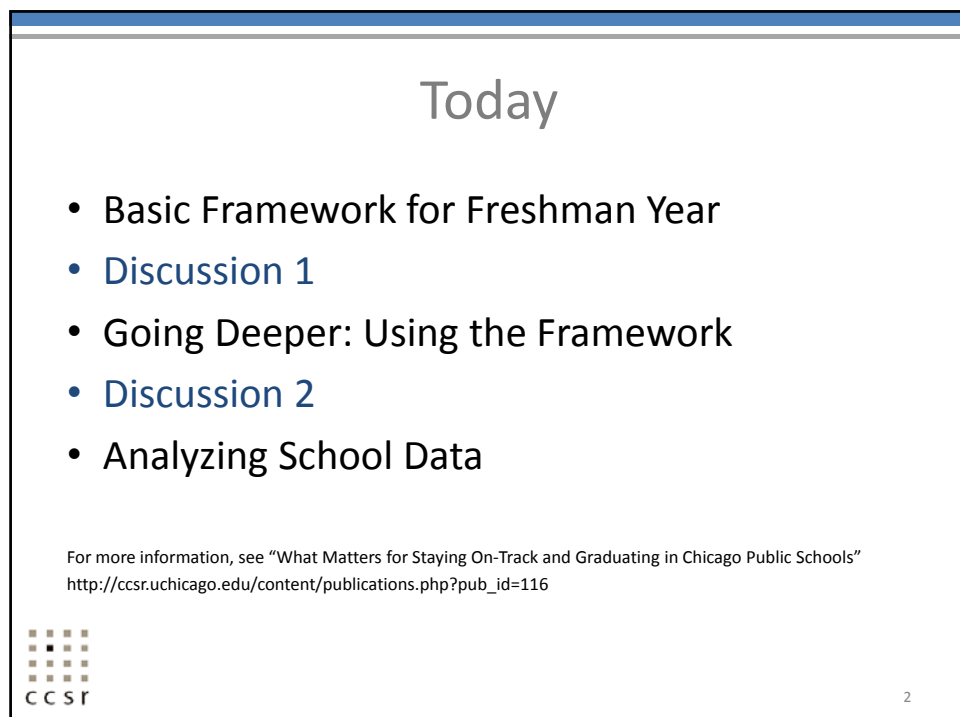 Today
• Basic Framework for Freshman Year
• Discussion 1
• Going Deeper: Using the Framework
• Discussion 2
• Analyzing School Data
For more information, see “What Matters for Staying On-Track and Graduating in Chicago Public Schools”
http://ccsr.uchicago.edu/content/publications.php?pub_id=116
ccsr
2